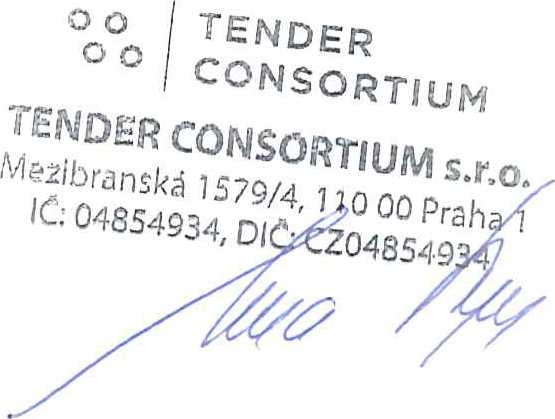 TENDER
CONSORTIUM
TENDER CONSORTIUM s.r.o.
Mezibranská 1579/4, 110 00 Praha 1
IČ: 04854934, DIČ: CZ04854934